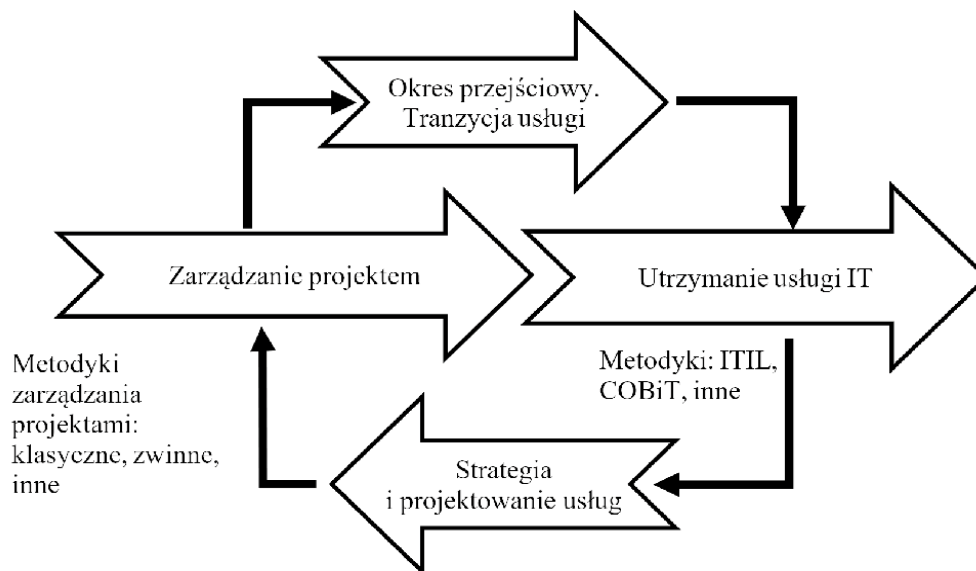 Okres przejściowy.
Tranzycja usługi
Zarządzanie projektem
Utrzymanie usługi IT
Metodyki
zarządzania
projektami:
klasyczne, zwinne,
inne
Metodyki: ITIL,
COBiT, inne
Strategia
i projektowanie usług